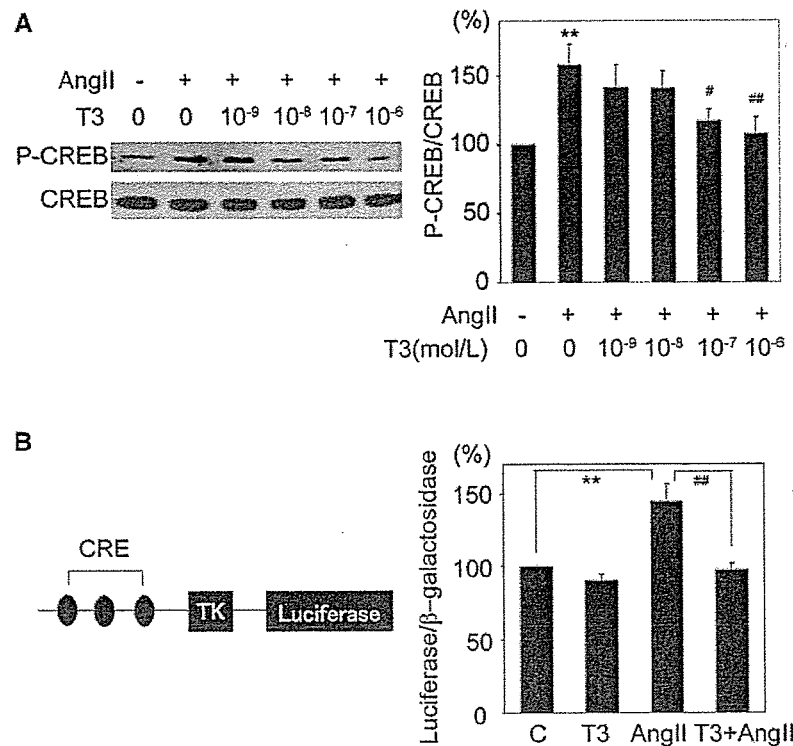 A
AngII - + + + + +
T3 0 0 10⁻⁹ 10⁻⁸ 10⁻⁷ 10⁻⁶
P-CREB
CREB
(%)
P-CREB/CREB
150
100
50
0
**
#
##
AngII - + + + + +
T3(mol/L) 0 0 10⁻⁹ 10⁻⁸ 10⁻⁷ 10⁻⁶
B
CRE
TK
Luciferase
(%)
Luciferase/β-galactosidase
150
100
50
0
**
##
C T3 AngII T3+AngII